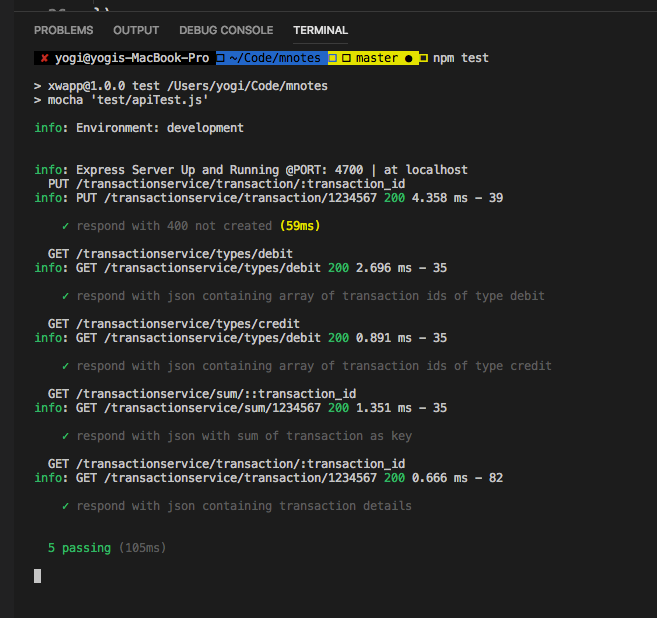 PROBLEMS OUTPUT DEBUG CONSOLE TERMINAL
✘ yogi@yogis-MacBook-Pro ~/Code/mnotes master ● npm test
> xwapp@1.0.0 test /Users/yogi/Code/mnotes
> mocha 'test/apiTest.js'
info: Environment: development
info: Express Server Up and Running @PORT: 4700 | at localhost
PUT /transactionservice/transaction/:transaction_id
info: PUT /transactionservice/transaction/1234567 200 4.358 ms – 39
✓ respond with 400 not created (59ms)
GET /transactionservice/types/debit
info: GET /transactionservice/types/debit 200 2.696 ms – 35
✓ respond with json containing array of transaction ids of type debit
GET /transactionservice/types/credit
info: GET /transactionservice/types/debit 200 0.891 ms – 35
✓ respond with json containing array of transaction ids of type credit
GET /transactionservice/sum/::transaction_id
info: GET /transactionservice/sum/1234567 200 1.351 ms – 35
✓ respond with json with sum of transaction as key
GET /transactionservice/transaction/:transaction_id
info: GET /transactionservice/transaction/1234567 200 0.666 ms – 82
✓ respond with json containing transaction details
5 passing (105ms)